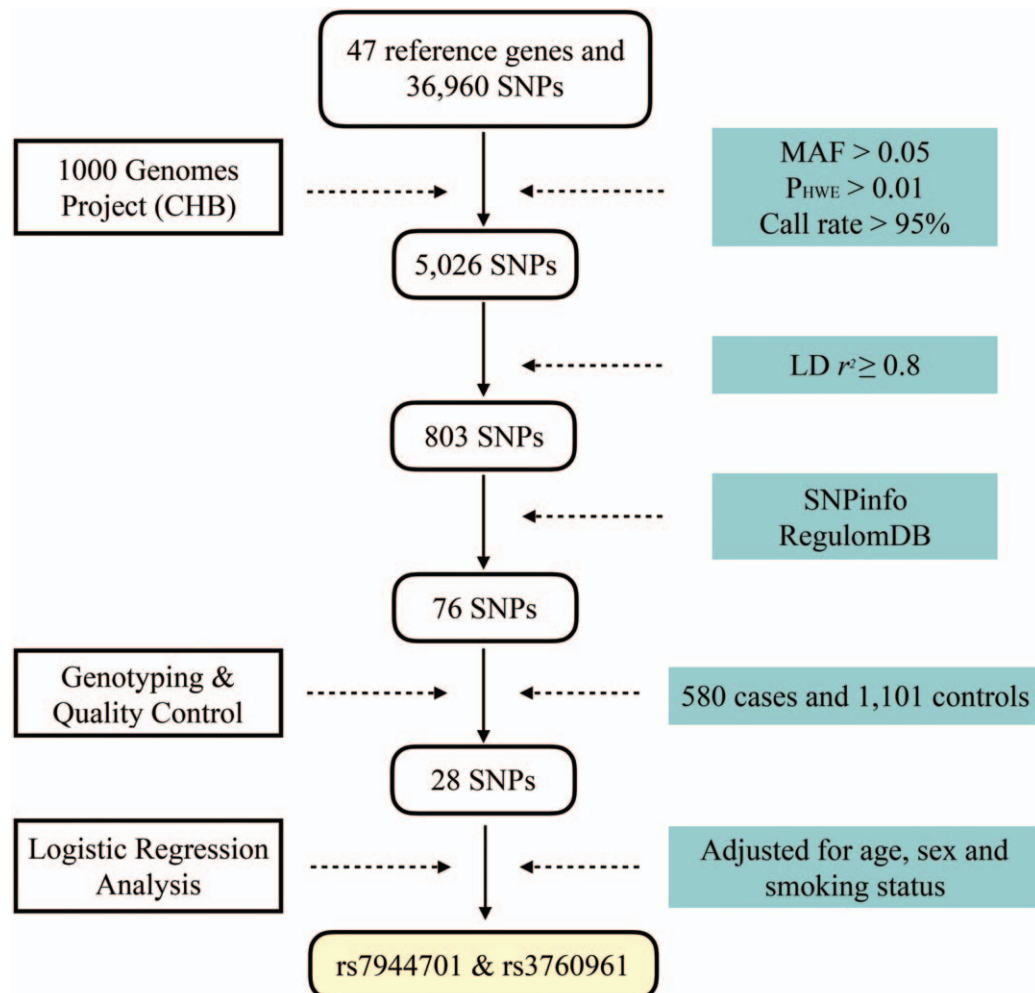 47 reference genes and
36,960 SNPs
1000 Genomes
Project (CHB)
MAF > 0.05
PHWE > 0.01
Call rate > 95%
5,026 SNPs
LD r² ≥ 0.8
803 SNPs
SNPinfo
RegulomDB
76 SNPs
Genotyping &
Quality Control
580 cases and 1,101 controls
28 SNPs
Logistic Regression
Analysis
Adjusted for age, sex and
smoking status
rs7944701 & rs3760961